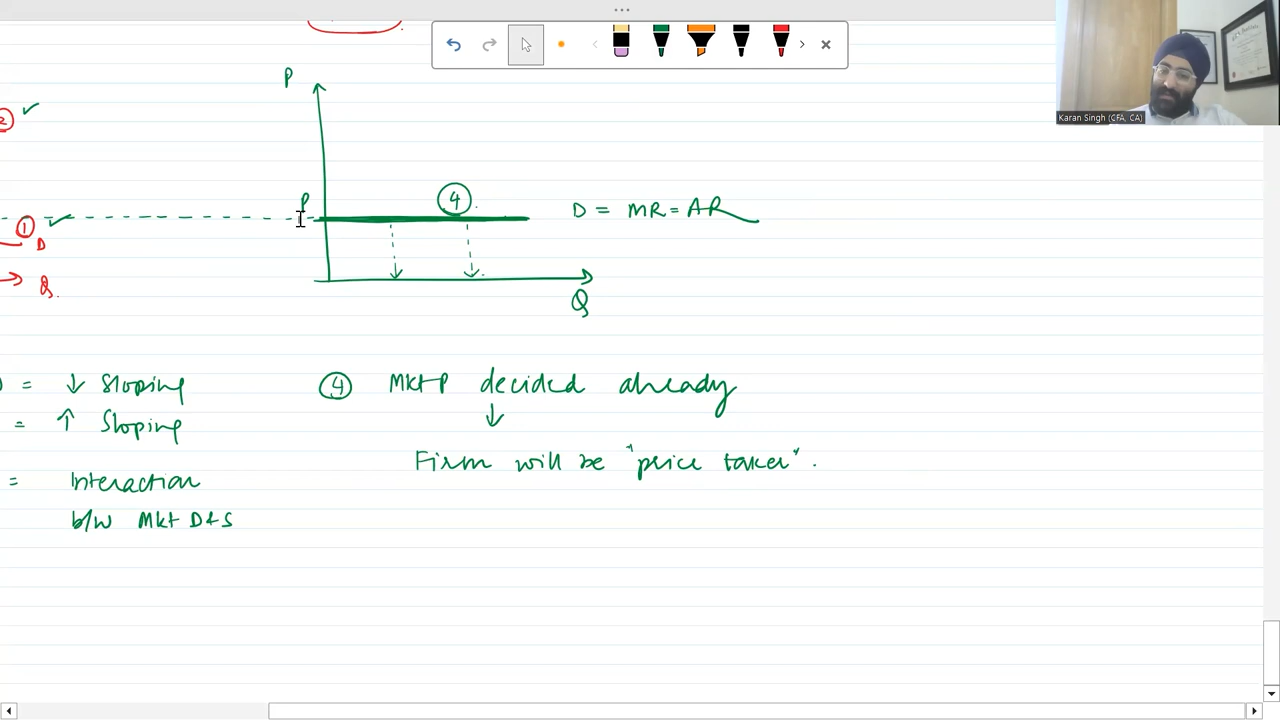 P
②
P
④
D = MR = AR
① D
Q.
Q
= ↓ Sloping
④ Mkt P decided already
= ↑ Sloping
↓
Firm will be "price taker".
= Interaction
b/w Mkt D+S
Karan Singh (CFA, CA)